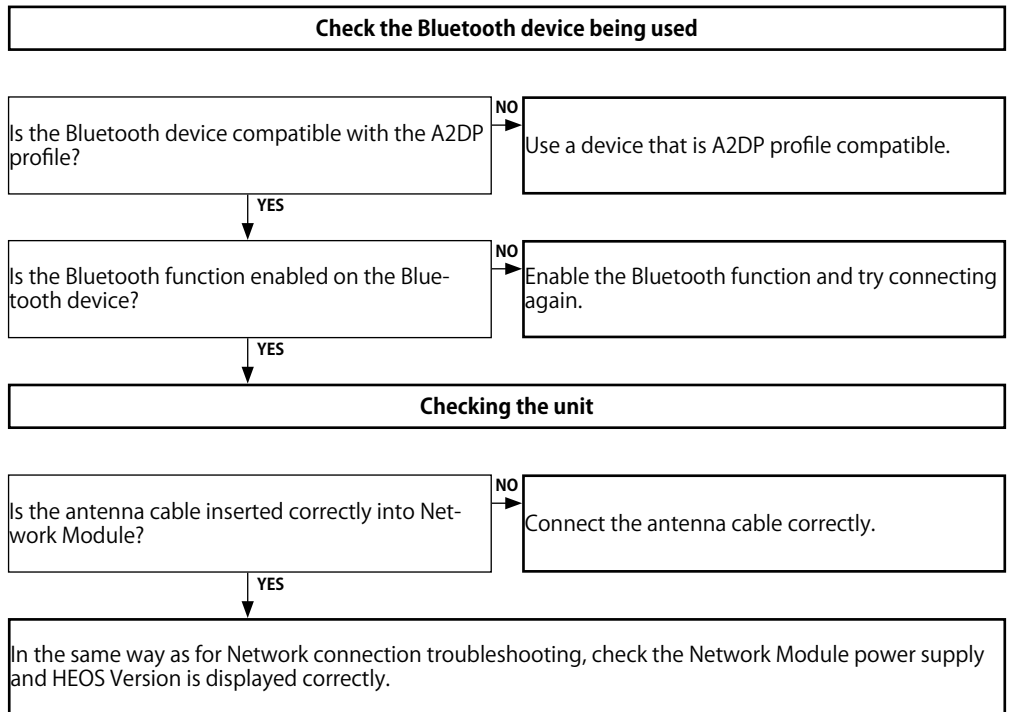 Check the Bluetooth device being used
Is the Bluetooth device compatible with the A2DP
profile?
NO
Use a device that is A2DP profile compatible.
YES
Is the Bluetooth function enabled on the Blue-
tooth device?
NO
Enable the Bluetooth function and try connecting
again.
YES
Checking the unit
Is the antenna cable inserted correctly into Net-
work Module?
NO
Connect the antenna cable correctly.
YES
In the same way as for Network connection troubleshooting, check the Network Module power supply
and HEOS Version is displayed correctly.